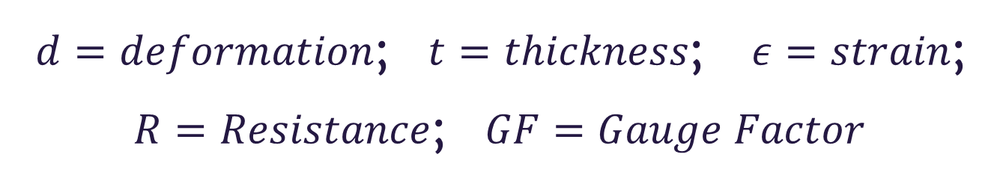 d = deformation; t = thickness; ϵ = strain;
R = Resistance; GF = Gauge Factor